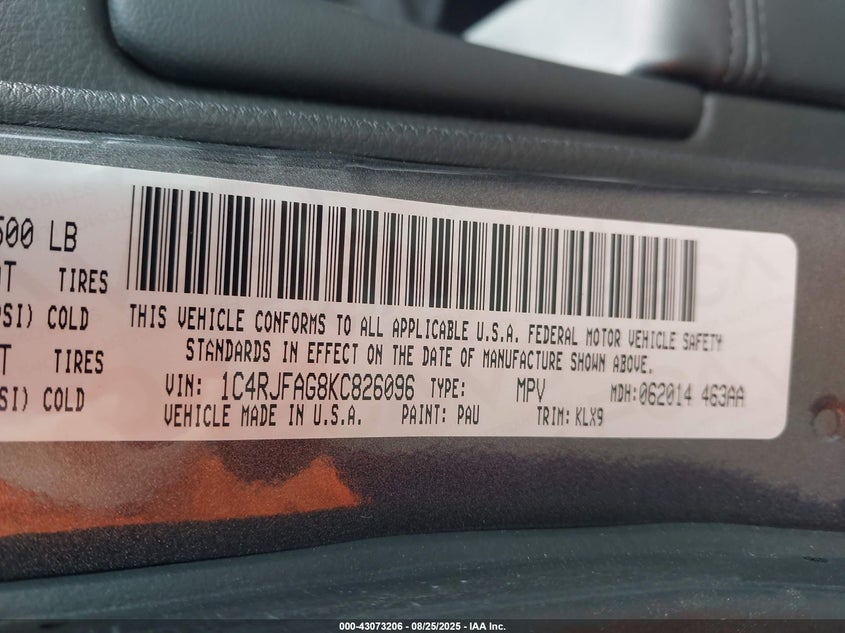 500 LB
TIRES
PSI) COLD
TIRES
SI) COLD
THIS VEHICLE CONFORMS TO ALL APPLICABLE U.S.A. FEDERAL MOTOR VEHICLE SAFETY
STANDARDS IN EFFECT ON THE DATE OF MANUFACTURE SHOWN ABOVE.
VIN: 1C4RJFAG8KC826096 TYPE: MPV MDH:062014 463AA
VEHICLE MADE IN U.S.A. PAINT: PAU TRIM: KLX9
000-43073206 - 08/25/2025 - IAA Inc.